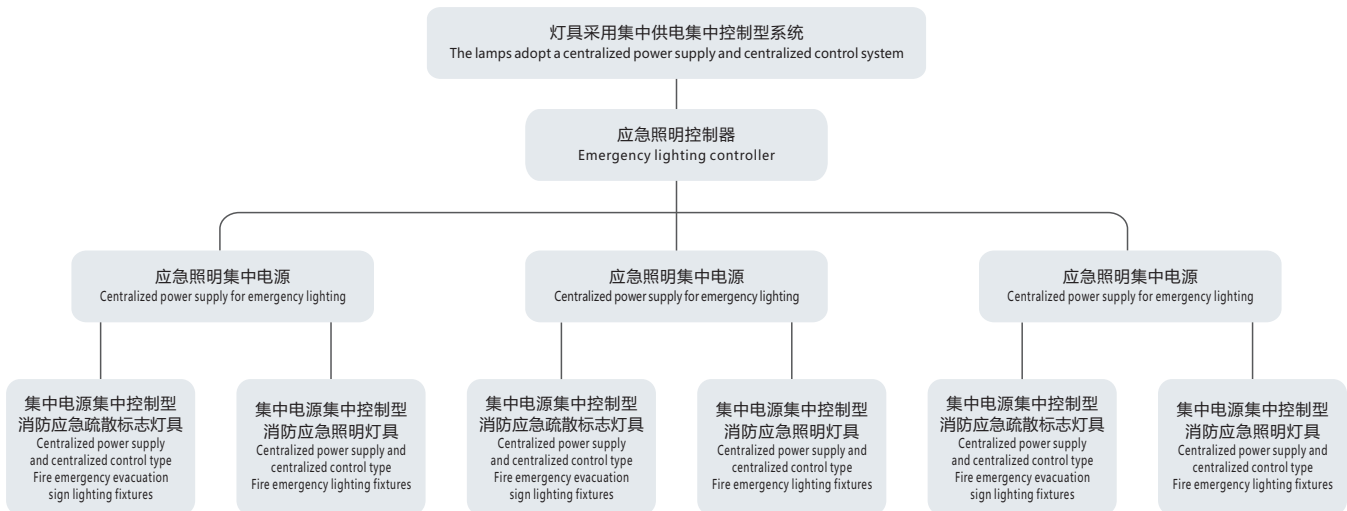 灯具采用集中供电集中控制型系统
The lamps adopt a centralized power supply and centralized control system
应急照明控制器
Emergency lighting controller
应急照明集中电源
Centralized power supply for emergency lighting
应急照明集中电源
Centralized power supply for emergency lighting
应急照明集中电源
Centralized power supply for emergency lighting
集中电源集中控制型
消防应急疏散标志灯具
Centralized power supply
and centralized control type
Fire emergency evacuation
sign lighting fixtures
集中电源集中控制型
消防应急照明灯具
Centralized power supply and
centralized control type
Fire emergency lighting fixtures
集中电源集中控制型
消防应急疏散标志灯具
Centralized power supply
and centralized control type
Fire emergency evacuation
sign lighting fixtures
集中电源集中控制型
消防应急照明灯具
Centralized power supply and
centralized control type
Fire emergency lighting fixtures
集中电源集中控制型
消防应急疏散标志灯具
Centralized power supply
and centralized control type
Fire emergency evacuation
sign lighting fixtures
集中电源集中控制型
消防应急照明灯具
Centralized power supply and
centralized control type
Fire emergency lighting fixtures